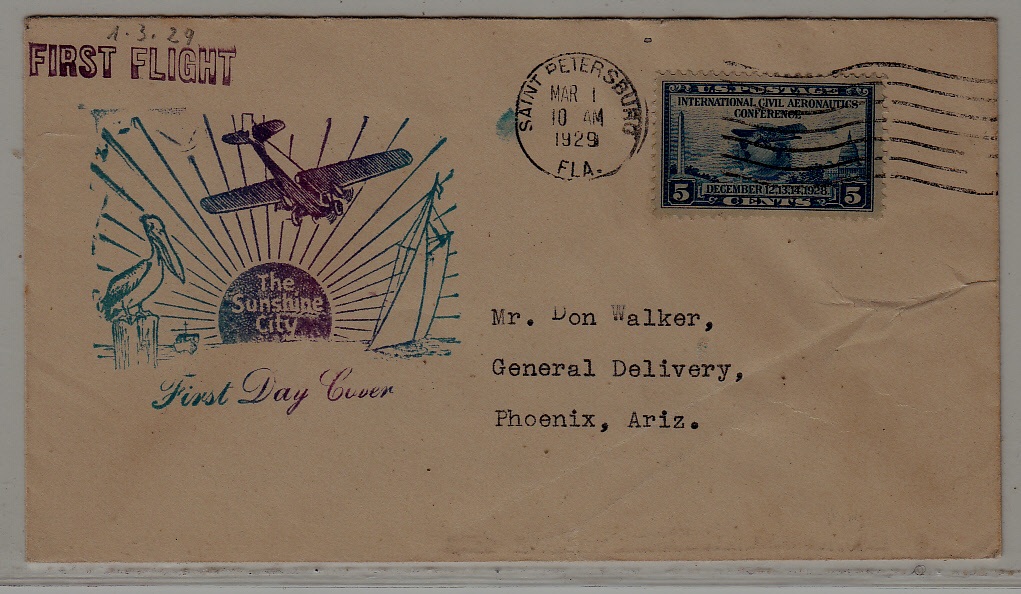 1.3.29
FIRST FLIGHT
SAINT PETERSBURG
MAR 1
10 AM
1929
FLA.
U.S. POSTAGE
INTERNATIONAL CIVIL AERONAUTICS
CONFERENCE
DECEMBER 12,13,14,1928
5 CENTS 5
The
Sunshine
City
First Day Cover
Mr. Don Walker,
General Delivery,
Phoenix, Ariz.